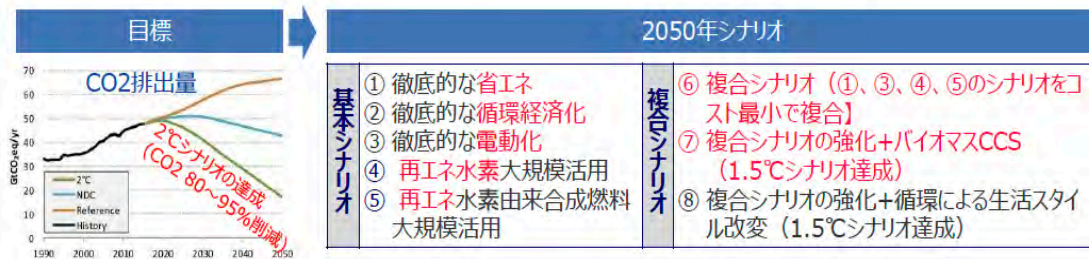 目標
2050年シナリオ
CO2排出量
GtCO2eq/yr
70
60
50
40
30
20
10
0
1990
2000
2010
2020
2030
2040
2050
2℃
NDC
Reference
History
2℃シナリオの達成
（CO2 80～95%削減）
基本シナリオ
① 徹底的な省エネ
② 徹底的な循環経済化
③ 徹底的な電動化
④ 再エネ水素大規模活用
⑤ 再エネ水素由来合成燃料
大規模活用
複合シナリオ
⑥ 複合シナリオ（①、③、④、⑤のシナリオをコ
スト最小で複合】
⑦ 複合シナリオの強化+バイオマスCCS
（1.5℃シナリオ達成）
⑧ 複合シナリオの強化+循環による生活スタイ
ル改変（1.5℃シナリオ達成）